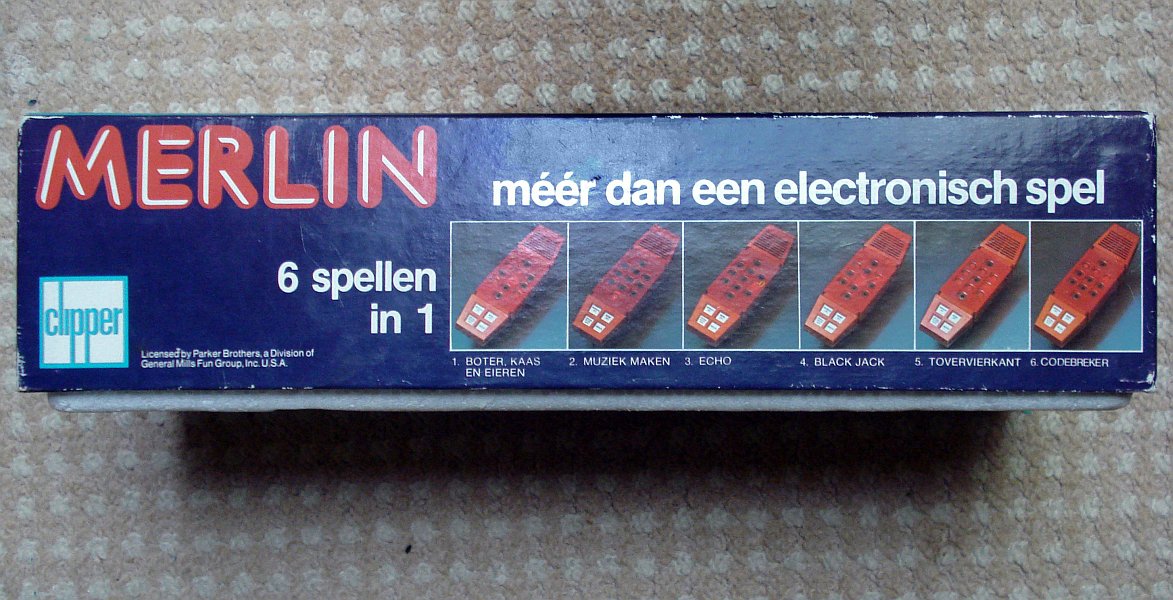 MERLIN
méér dan een electronisch spel
6 spellen
in 1
clipper
Licensed by Parker Brothers, a Division of
General Mills Fun Group, Inc. U.S.A.
1. BOTER, KAAS
EN EIEREN
2. MUZIEK MAKEN
3. ECHO
4. BLACK JACK
5. TOVERVIERKANT
6. CODEBREKER